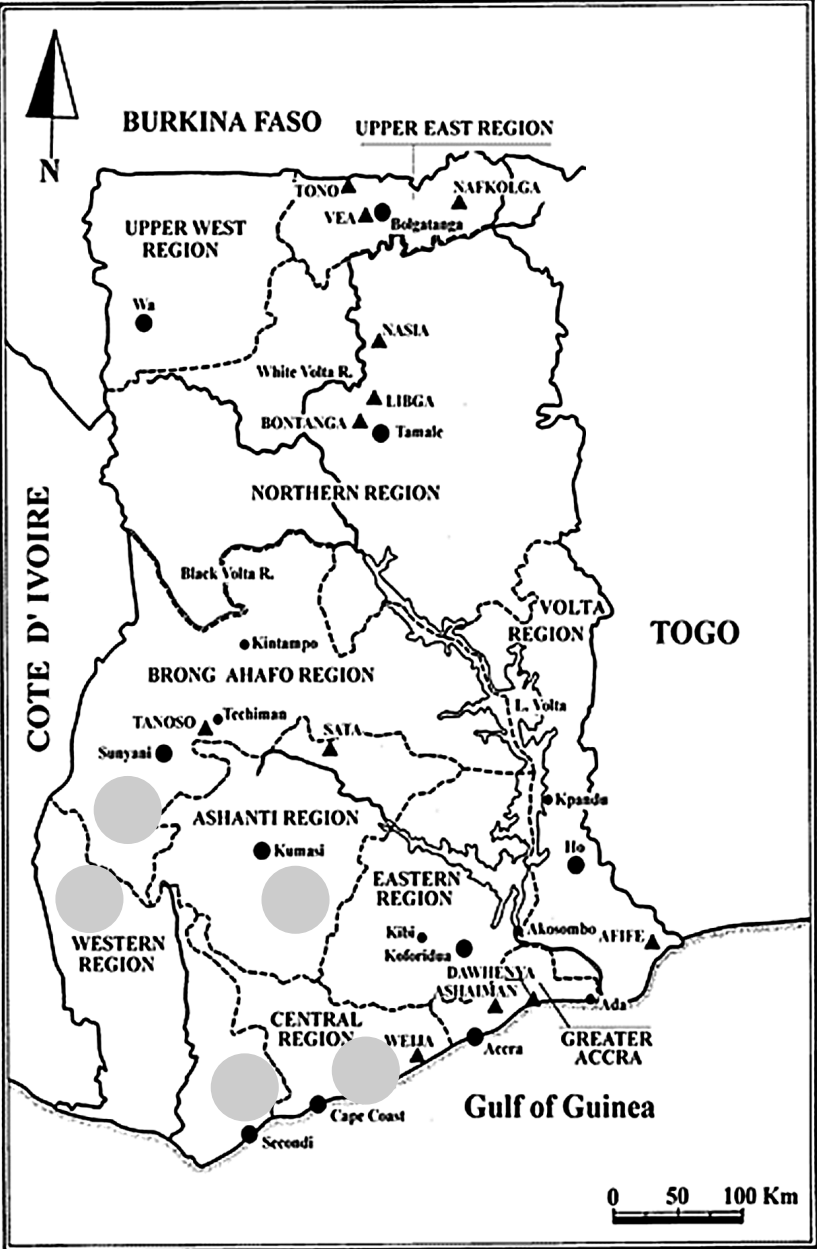 BURKINA FASO
UPPER EAST REGION
N
TONO
NAFKOLGA
VEA
Bolgatanga
UPPER WEST
REGION
Wa
NASIA
White Volta R.
LIBGA
BONTANGA
Tamale
NORTHERN REGION
COTE D' IVOIRE
Black Volta R.
VOLTA
REGION
TOGO
Kintampo
BRONG AHAFO REGION
L. Volta
TANOSO
Techiman
SATA
Sunyani
Kpandu
ASHANTI REGION
Kumasi
Ho
EASTERN
REGION
WESTERN
REGION
Kibi
Akosombo
AFIFE
Koforidua
DAWHENYA
ASHAIMAN
Ada
CENTRAL
REGION
WEIJA
Accra
GREATER
ACCRA
Cape Coast
Gulf of Guinea
Secondi
0 50 100 Km